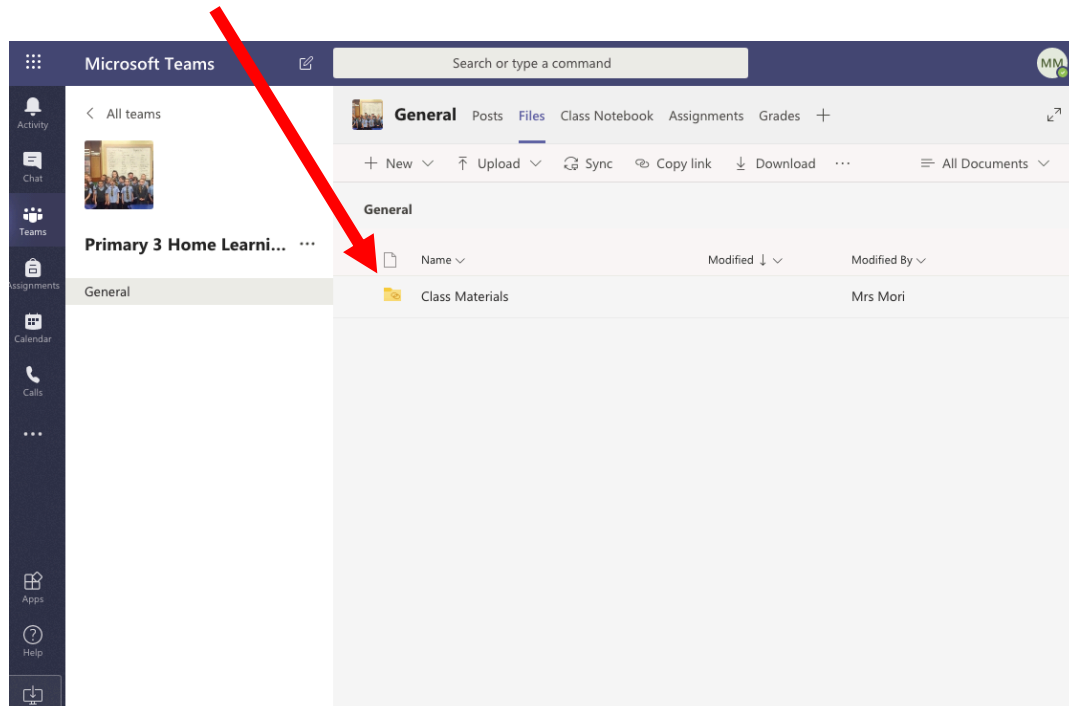 Microsoft Teams
Search or type a command
MM
Activity
Chat
Teams
Assignments
Calendar
Calls
Apps
Help
All teams
Primary 3 Home Learni...
General
General Posts Files Class Notebook Assignments Grades
New Upload Sync Copy link Download All Documents
General
Name Modified Modified By
Class Materials Mrs Mori